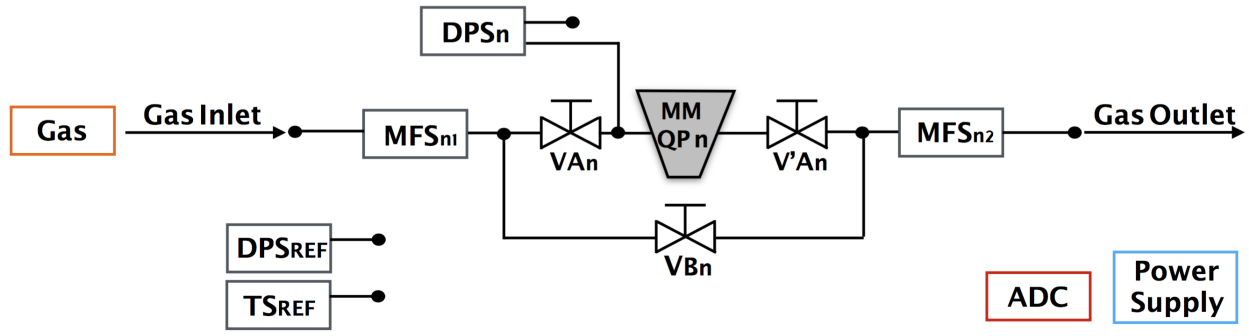 DPSn
Gas
Gas Inlet
MFSn1
VAn
MM
QP n
V'An
MFSn2
Gas Outlet
VBn
DPSREF
TSREF
ADC
Power
Supply